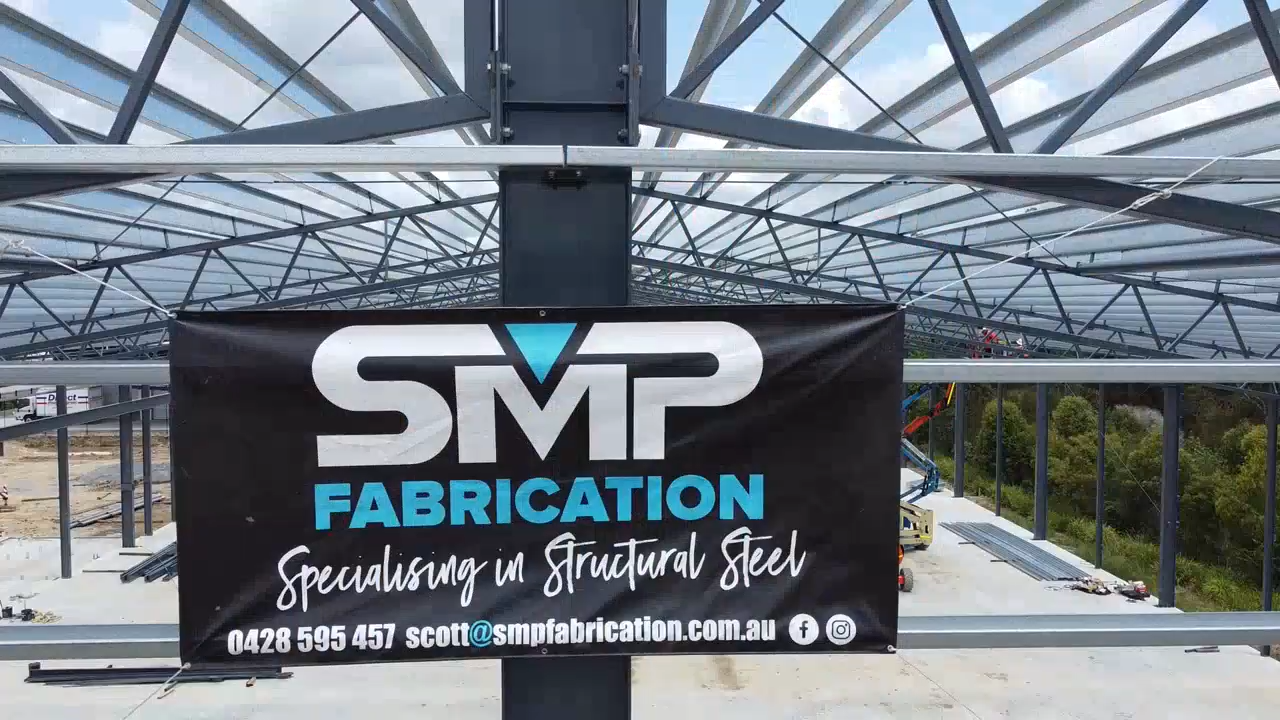 SMP
FABRICATION
Specialising in Structural Steel
0428 595 457 scott@smpfabrication.com.au